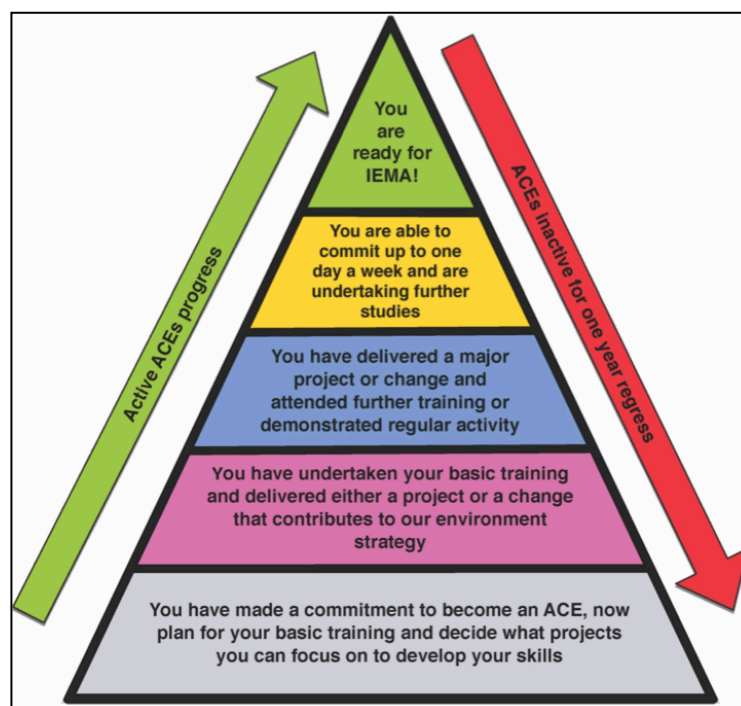 You
are
ready for
IEMA!
You are able to
commit up to one
day a week and are
undertaking further
studies
You have delivered a major
project or change and
attended further training or
demonstrated regular activity
You have undertaken your basic training
and delivered either a project or a change
that contributes to our environment
strategy
You have made a commitment to become an ACE, now
plan for your basic training and decide what projects
you can focus on to develop your skills
Active ACEs progress
ACEs inactive for one year regress